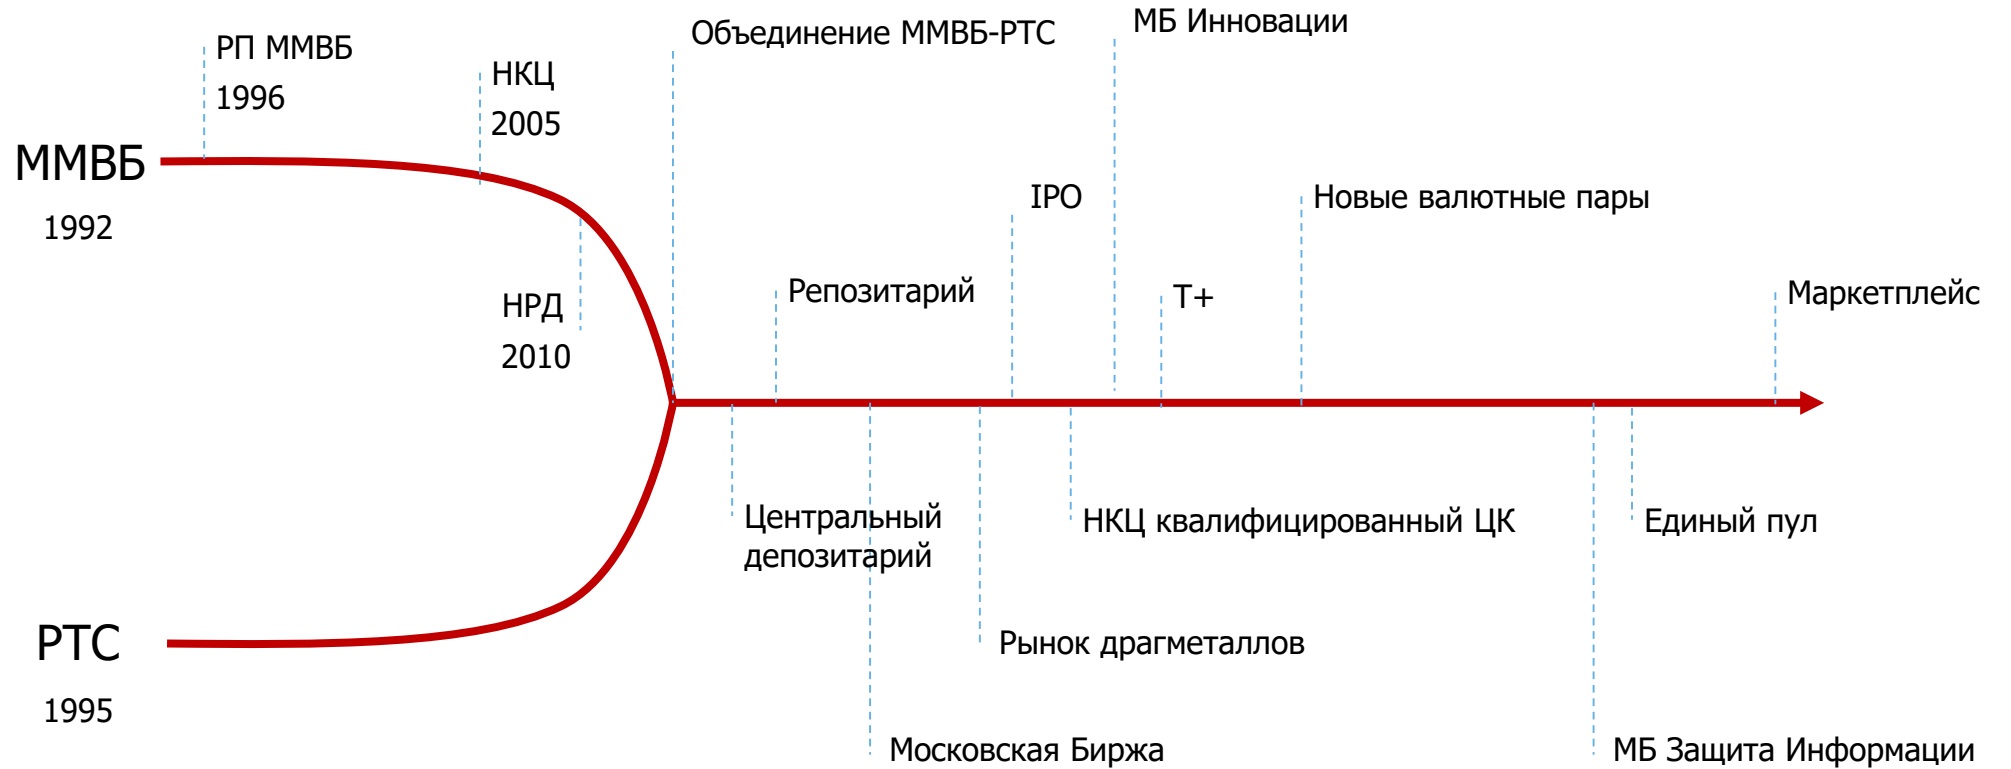 МБ Инновации
Объединение ММВБ-РТС
РП ММВБ
1996
НКЦ
2005
ММВБ
1992
IPO
Новые валютные пары
НРД
2010
Репозитарий
Т+
Маркетплейс
Центральный
депозитарий
НКЦ квалифицированный ЦК
Единый пул
РТС
1995
Рынок драгметаллов
Московская Биржа
МБ Защита Информации